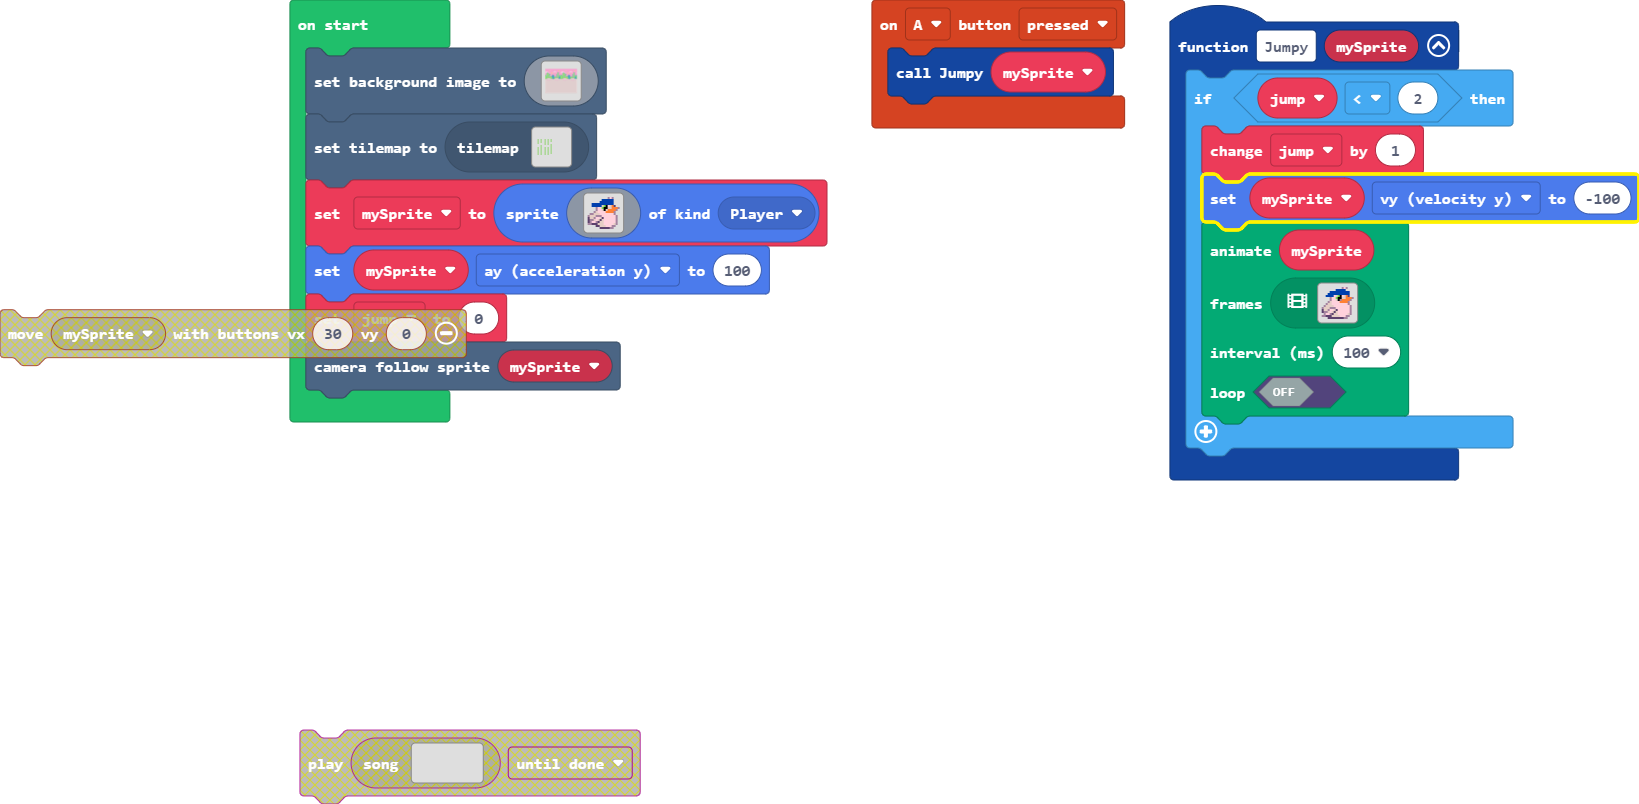 on start
set background image to
set tilemap to tilemap
set mySprite to sprite of kind Player
set mySprite ay (acceleration y) to 100
set jump to 0
move mySprite with buttons vx 30 vy 0
camera follow sprite mySprite
on A button pressed
call Jumpy mySprite
function Jumpy mySprite
if jump < 2 then
change jump by 1
set mySprite vy (velocity y) to -100
animate mySprite
frames
interval (ms) 100
loop OFF
play song until done